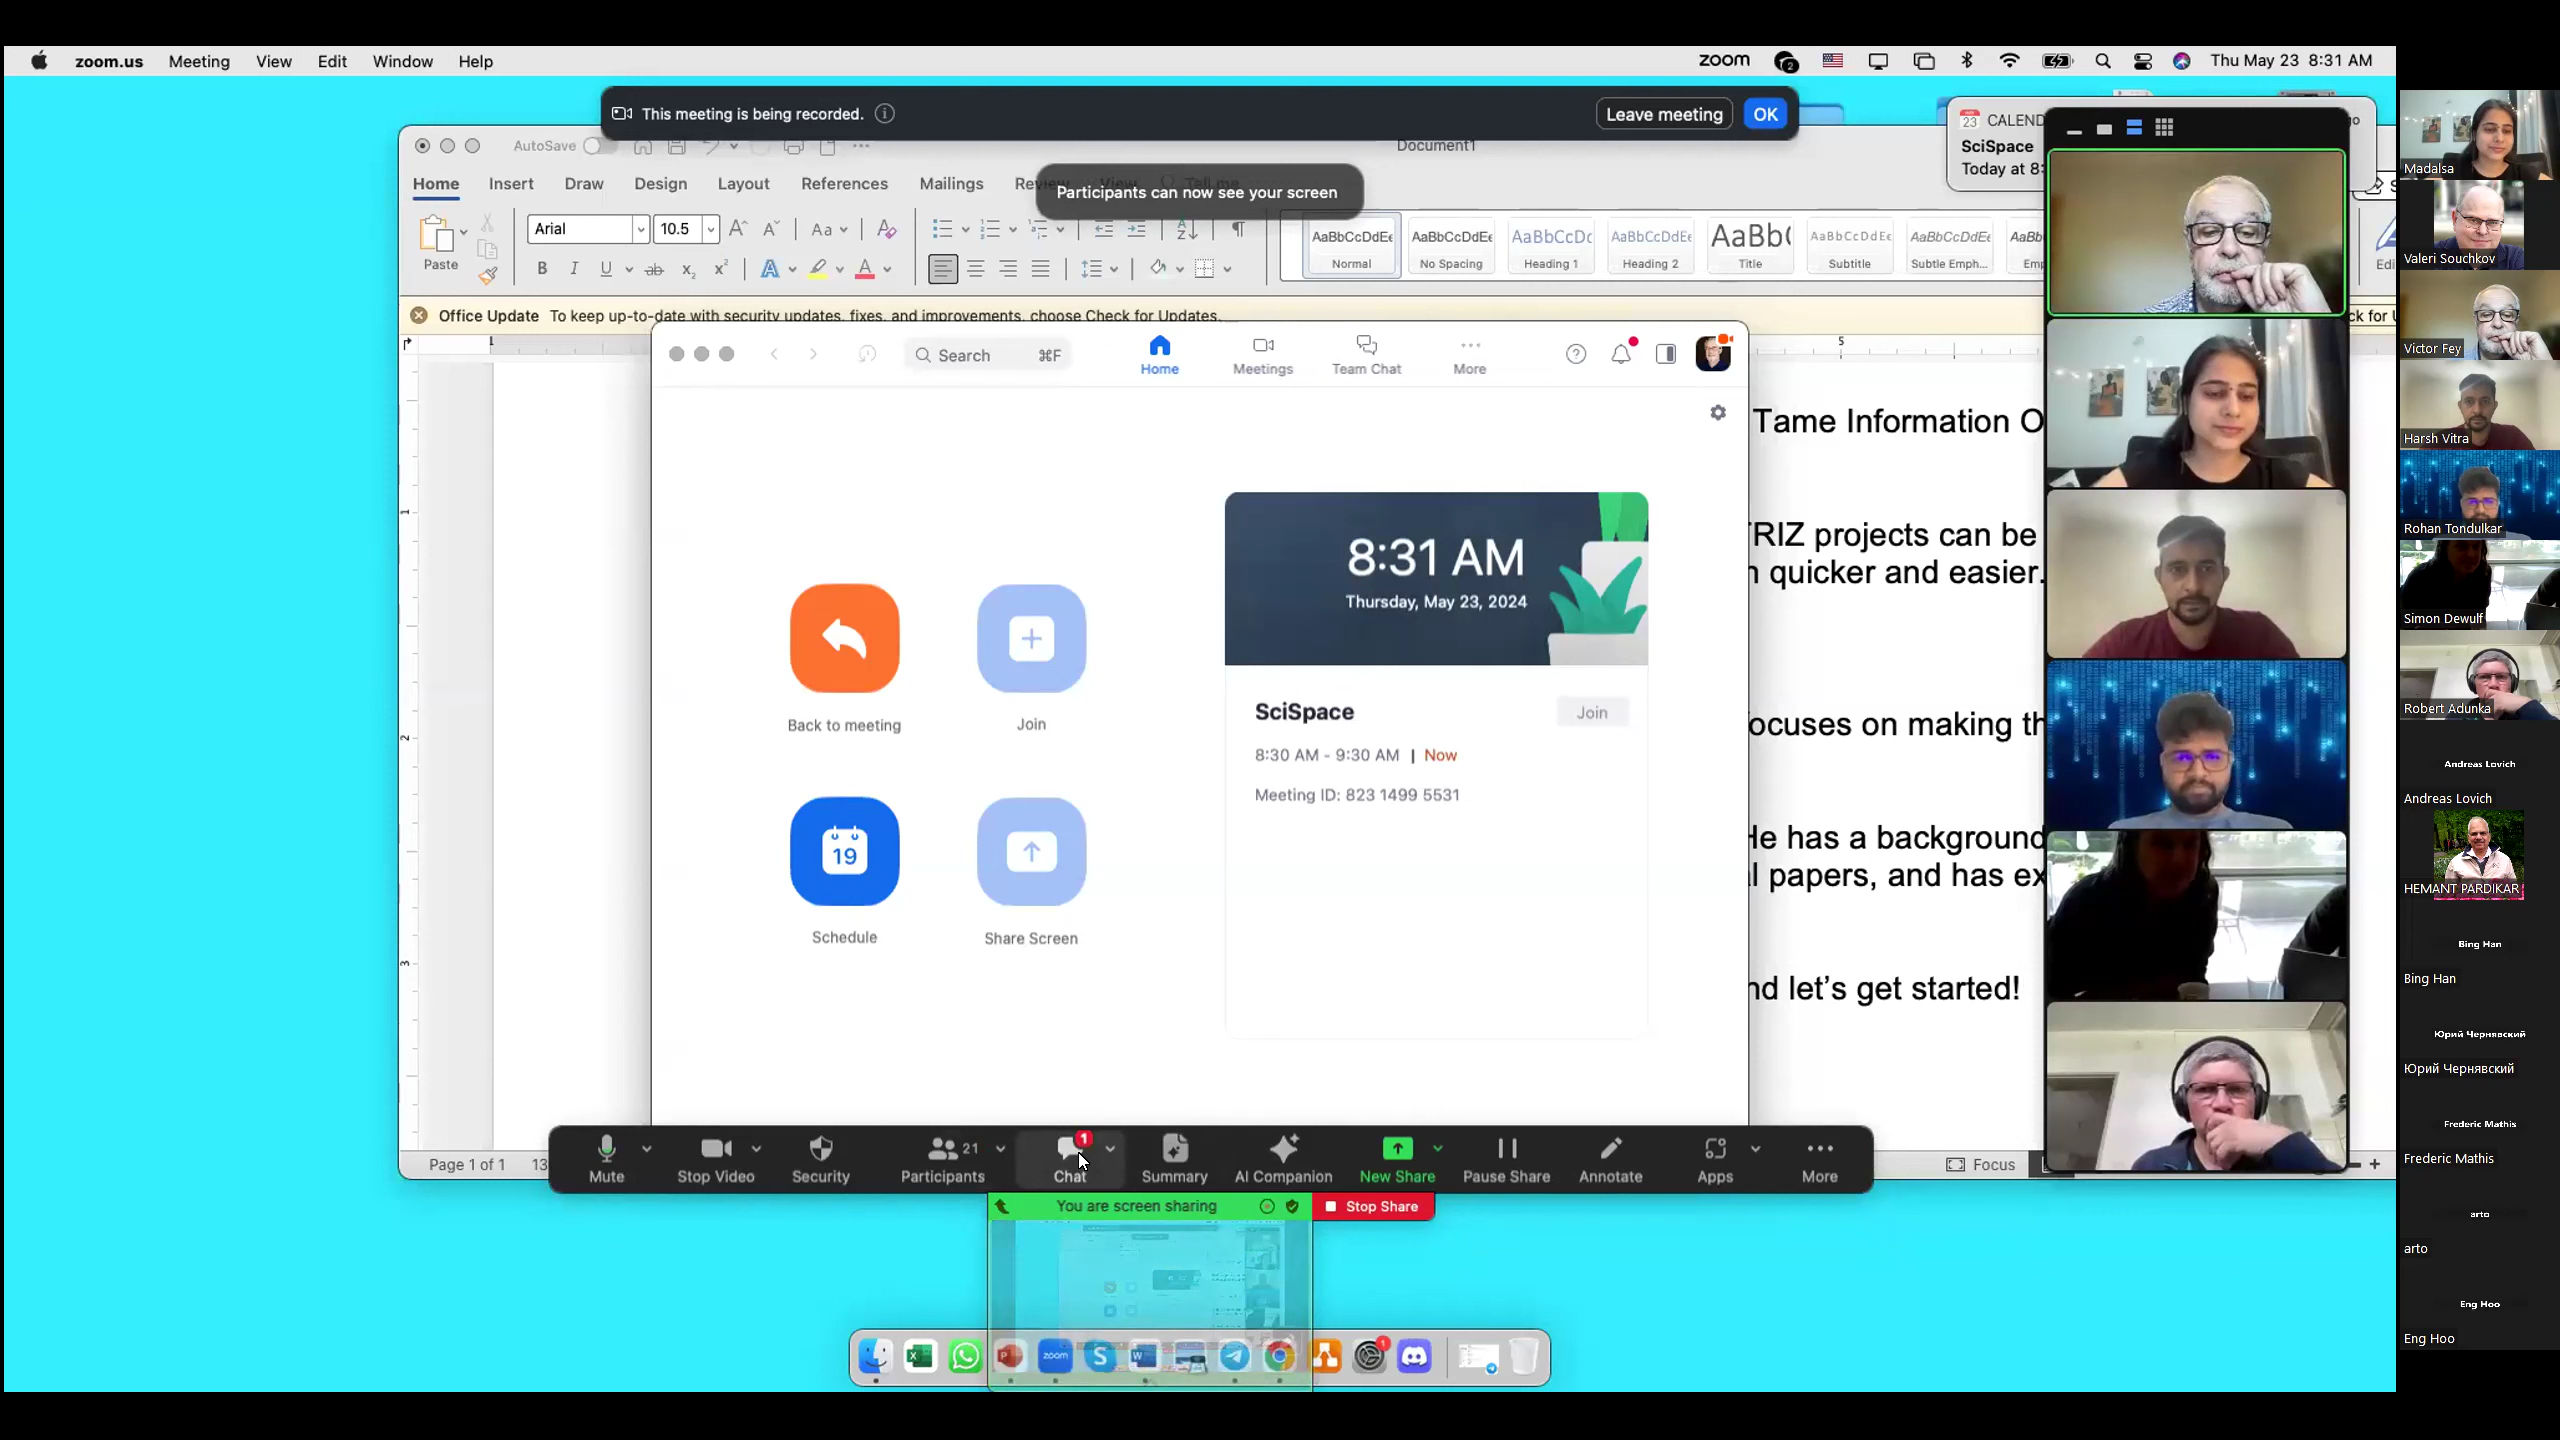 zoom.us Meeting View Edit Window Help
zoom 2 Thu May 23 8:31 AM
This meeting is being recorded. Leave meeting OK
AutoSave Document1
Participants can now see your screen
Home Insert Draw Design Layout References Mailings
Arial 10.5 Aa
Paste
AaBbCcDdEe AaBbCcDdEe AaBbCcDc AaBbCcDdE AaBb( AaBbCcDdEe AaBbCcDdEe AaBb
Normal No Spacing Heading 1 Heading 2 Title Subtitle Subtle Emph... Emp
Office Update To keep up-to-date with security updates, fixes, and improvements, choose Check for Updates.
CALEND
SciSpace
Today at 8:
Search ⌘F
Home Meetings Team Chat More
8:31 AM
Thursday, May 23, 2024
Back to meeting Join
SciSpace Join
8:30 AM - 9:30 AM | Now
Meeting ID: 823 1499 5531
19
Schedule Share Screen
Tame Information O
TRIZ projects can be
n quicker and easier.
ocuses on making th
He has a background
l papers, and has ex
nd let's get started!
Page 1 of 1 13
Focus
Mute Stop Video Security Participants 21 Chat 1 Summary AI Companion New Share Pause Share Annotate Apps More
You are screen sharing Stop Share
zoom
Madalsa
Valeri Souchkov
Victor Fey
Harsh Vitra
Rohan Tondulkar
Simon Dewulf
Robert Adunka
Andreas Lovich
Andreas Lovich
HEMANT PARDIKAR
Bing Han
Bing Han
Юрий Чернявский
Юрий Чернявский
Frederic Mathis
Frederic Mathis
arto
arto
Eng Hoo
Eng Hoo